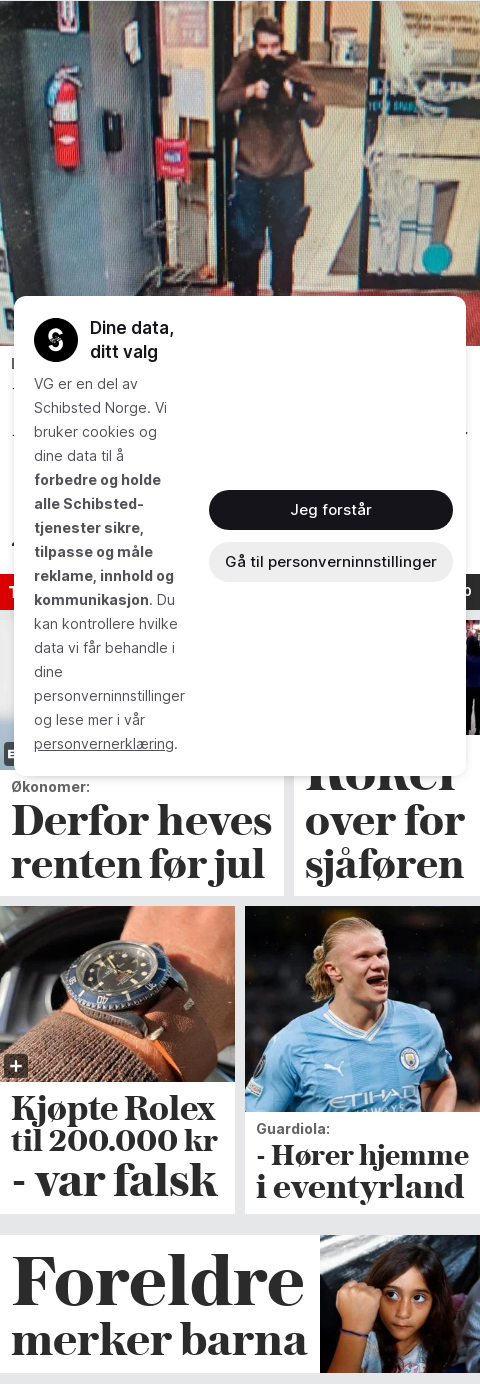 Dine data,
ditt valg
VG er en del av
Schibsted Norge. Vi
bruker cookies og
dine data til å
forbedre og holde
alle Schibsted-
tjenester sikre,
tilpasse og måle
reklame, innhold og
kommunikasjon. Du
kan kontrollere hvilke
data vi får behandle i
dine
personverninnstillinger
og lese mer i vår
personvernerklæring.
Jeg forstår
Gå til personverninnstillinger
Økonomer:
Derfor heves
renten før jul
over for
sjåføren
ETIHAD
AIRWAYS
Kjøpte Rolex
til 200.000 kr
- var falsk
Guardiola:
- Hører hjemme
i eventyrland
Foreldre
merker barna